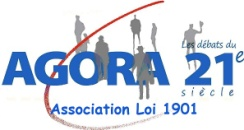 Les débats du
AGORA 21e
siècle
Association Loi 1901